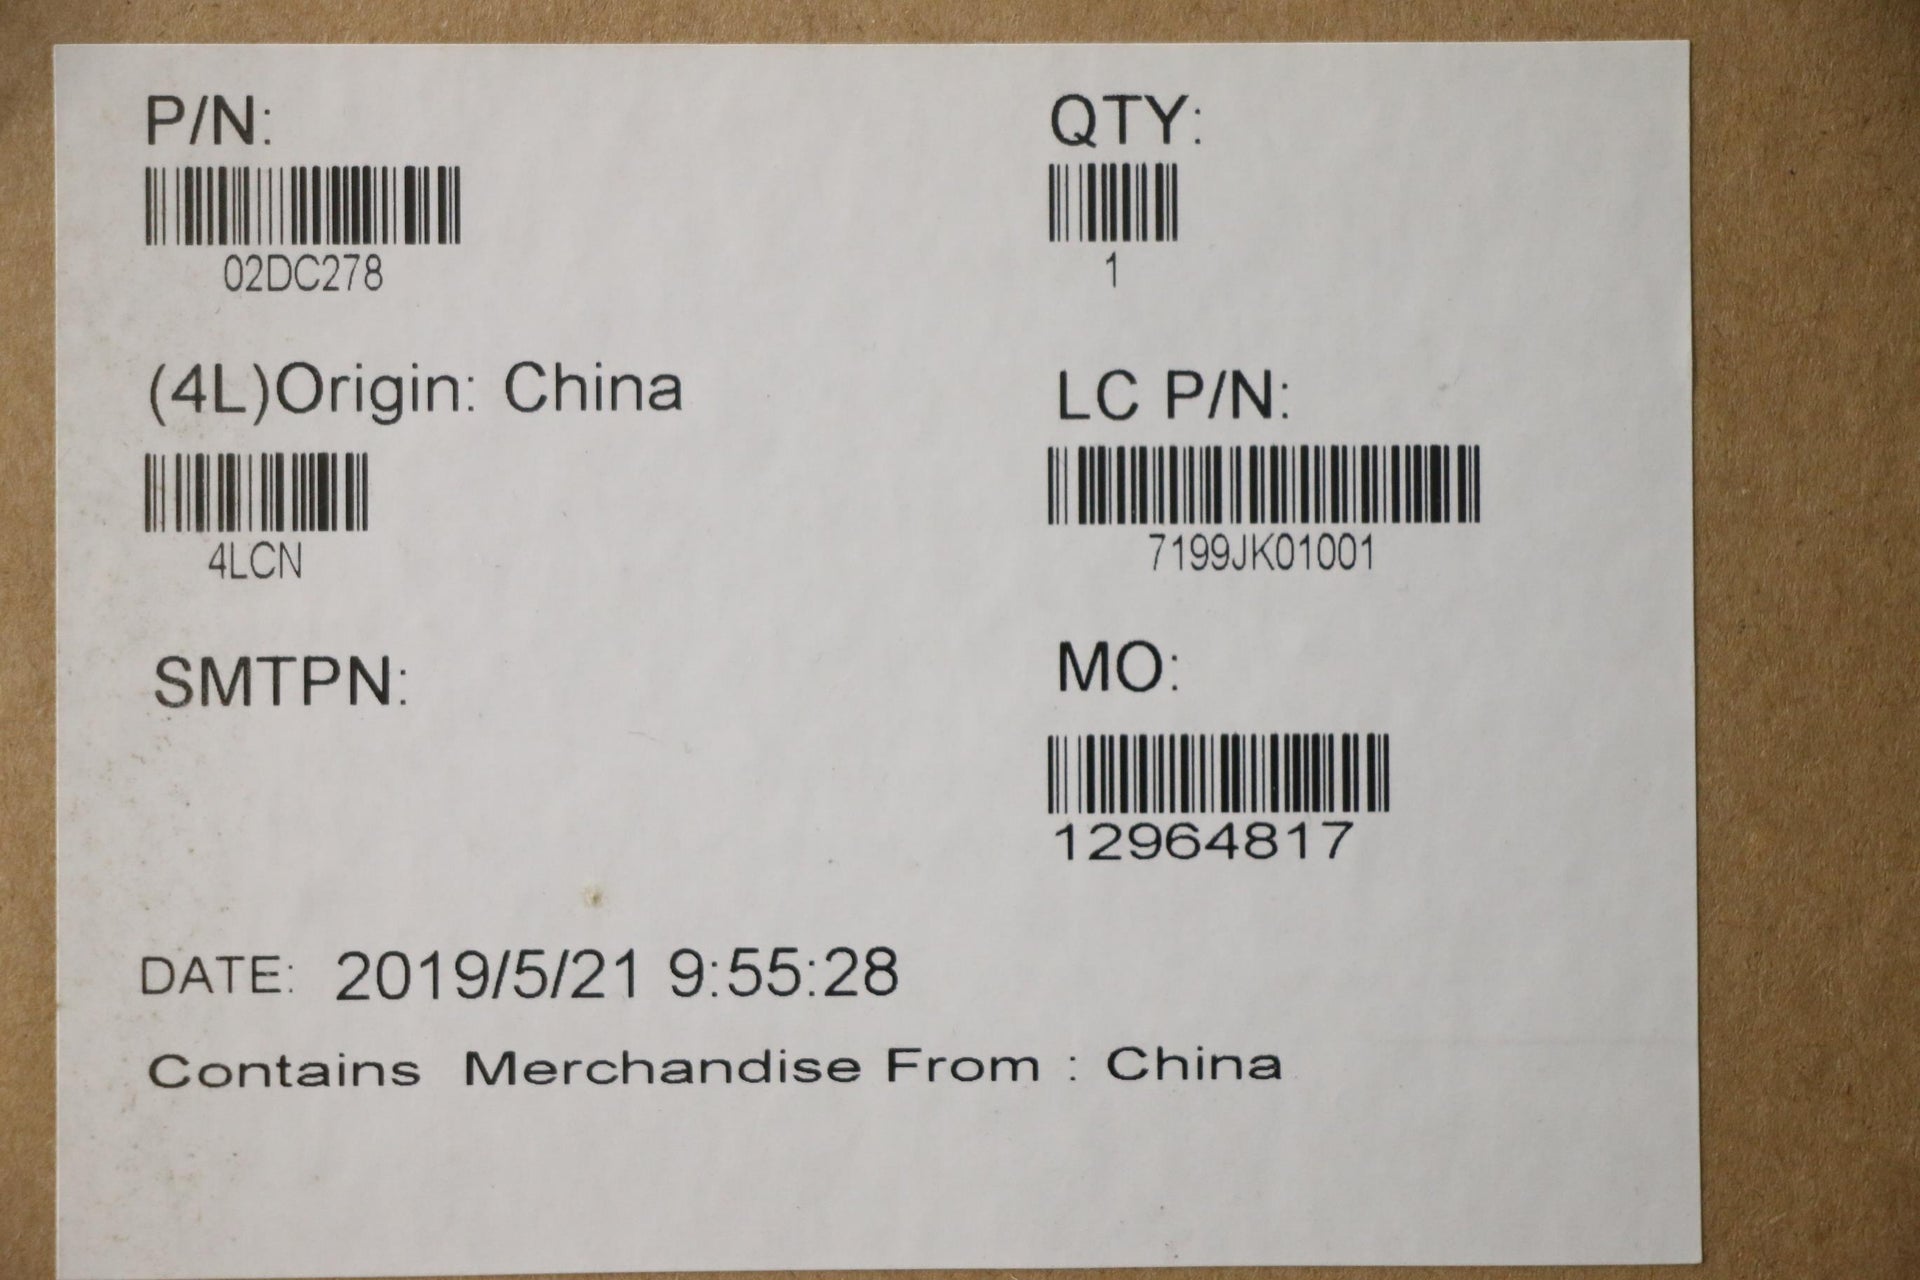 P/N:
02DC278
QTY:
1
(4L)Origin: China
4LCN
LC P/N:
7199JK01001
SMTPN:
MO:
12964817
DATE: 2019/5/21 9:55:28
Contains Merchandise From : China